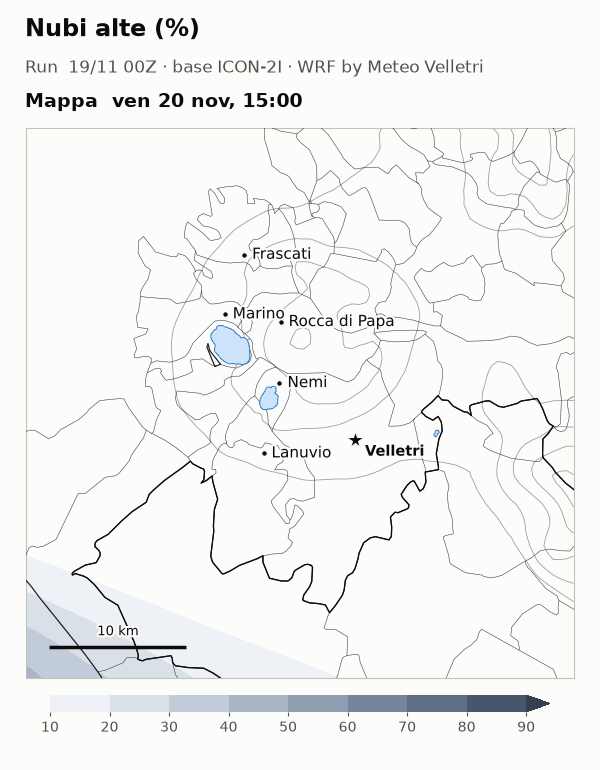 Nubi alte (%)
Run  19/11 00Z · base ICON-2I · WRF by Meteo Velletri
Mappa  ven 20 nov, 15:00
Frascati
Marino
Rocca di Papa
Nemi
Velletri
Lanuvio
10 km
10 20 30 40 50 60 70 80 90